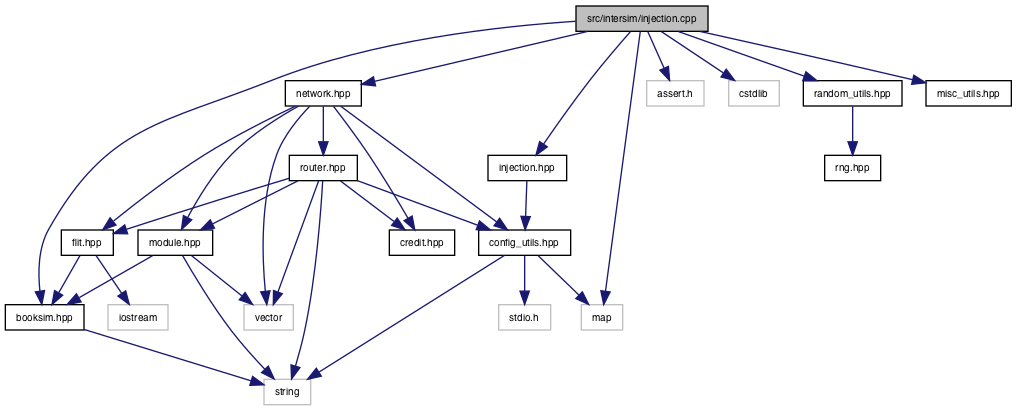 src/intersim/injection.cpp
network.hpp
assert.h
cstdlib
random_utils.hpp
misc_utils.hpp
router.hpp
injection.hpp
rng.hpp
flit.hpp
module.hpp
credit.hpp
config_utils.hpp
booksim.hpp
iostream
vector
stdio.h
map
string